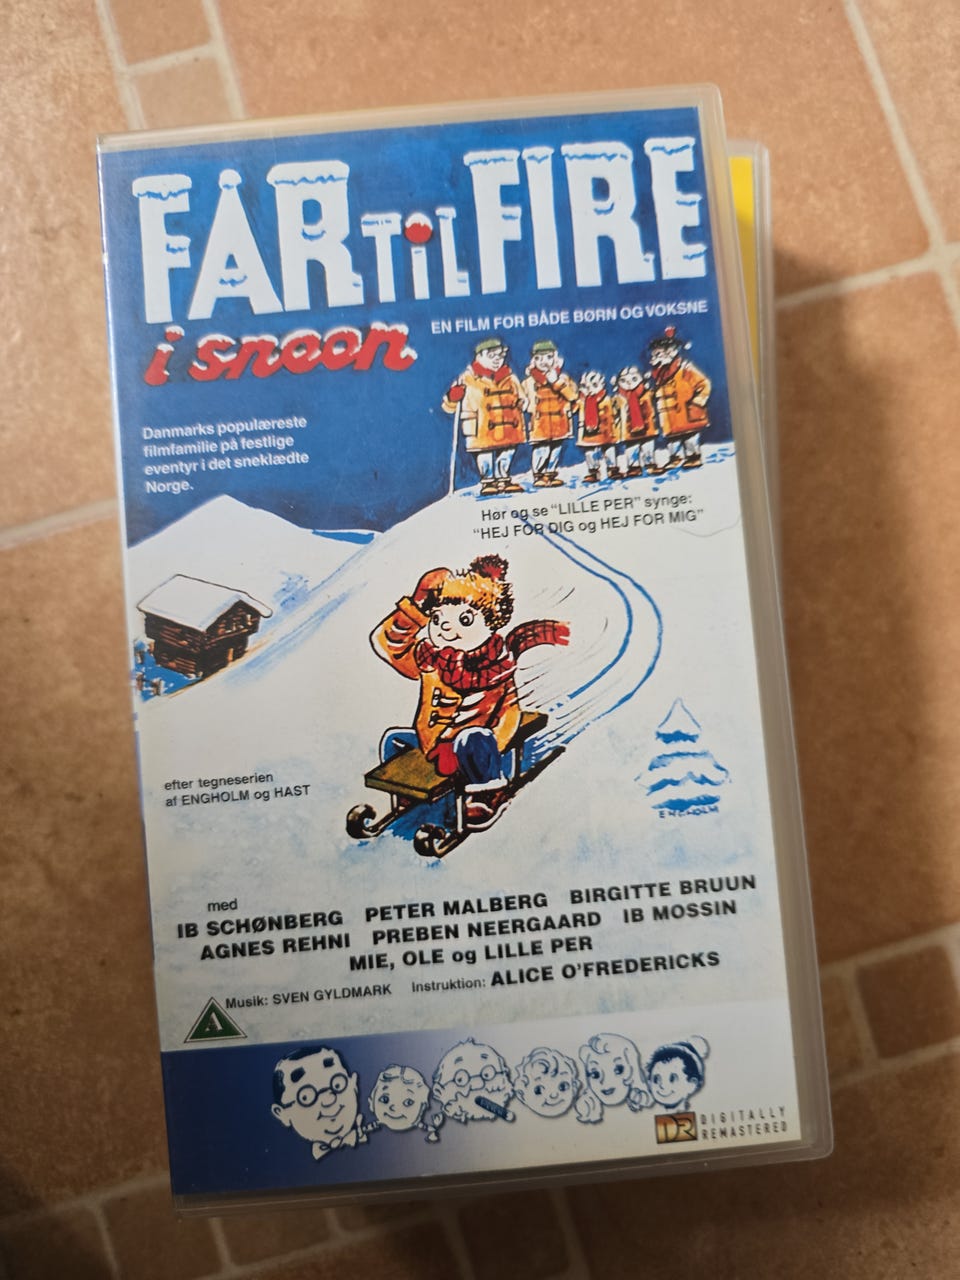 FAR TIL FIRE
i sneen
EN FILM FOR BÅDE BØRN OG VOKSNE
Danmarks populæreste
filmfamilie på festlige
eventyr i det sneklædte
Norge.
Hør og se "LILLE PER" synge:
"HEJ FOR DIG og HEJ FOR MIG"
efter tegneserien
af ENGHOLM og HAST
ENGHOLM
med
IB SCHØNBERG PETER MALBERG BIRGITTE BRUUN
AGNES REHNI PREBEN NEERGAARD IB MOSSIN
MIE, OLE og LILLE PER
Musik: SVEN GYLDMARK Instruktion: ALICE O'FREDERICKS
A
DR DIGITALLY
REMASTERED